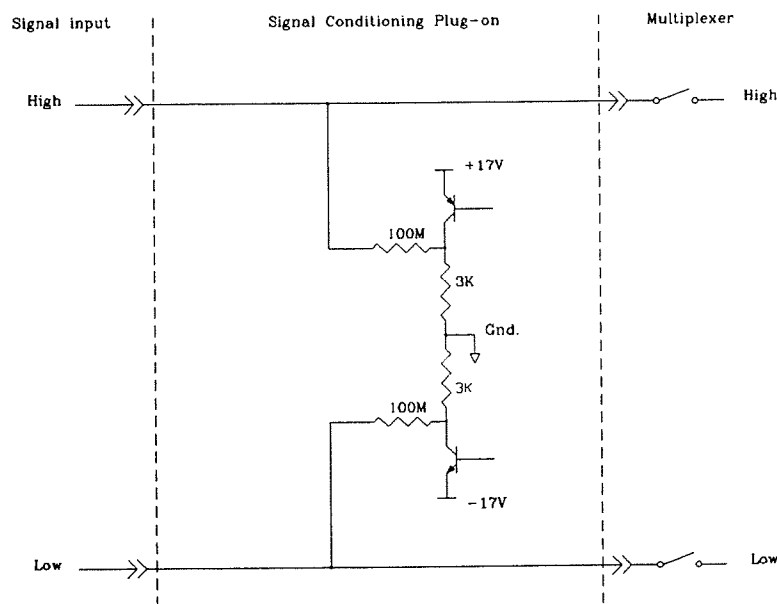 Signal input
Signal Conditioning Plug-on
Multiplexer
High
High
+17V
100M
3K
Gnd.
3K
100M
-17V
Low
Low